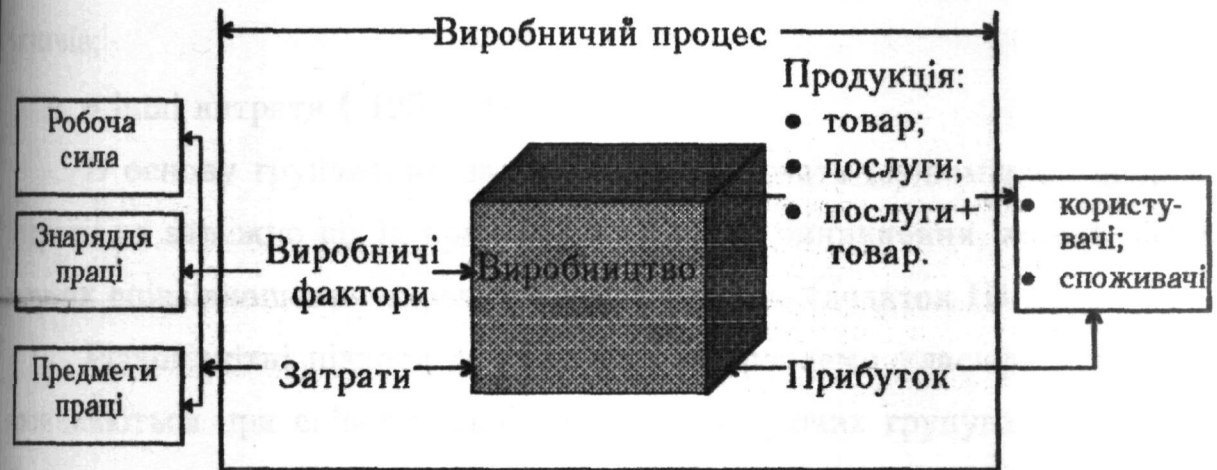 Виробничий процес
Робоча
сила
Знаряддя
праці
Предмети
праці
Виробничі
фактори
Затрати
Виробництво
Продукція:
• товар;
• послуги;
• послуги+
товар.
Прибуток
• користу-
вачі;
• споживачі